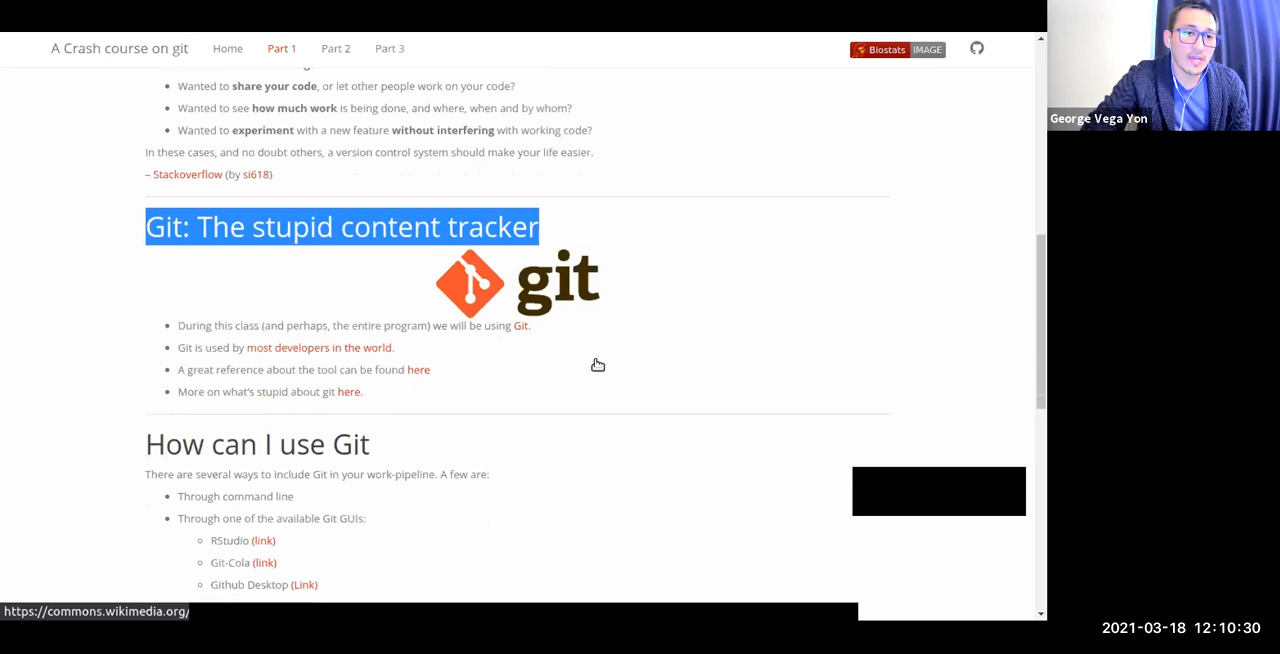 A Crash course on git Home Part 1 Part 2 Part 3 Biostats IMAGE
Wanted to share your code, or let other people work on your code?
Wanted to see how much work is being done, and where, when and by whom?
Wanted to experiment with a new feature without interfering with working code?
In these cases, and no doubt others, a version control system should make your life easier.
– Stackoverflow (by si618)
Git: The stupid content tracker
git
During this class (and perhaps, the entire program) we will be using Git.
Git is used by most developers in the world.
A great reference about the tool can be found here
More on what's stupid about git here.
How can I use Git
There are several ways to include Git in your work-pipeline. A few are:
Through command line
Through one of the available Git GUIs:
RStudio (link)
Git-Cola (link)
Github Desktop (Link)
https://commons.wikimedia.org/
George Vega Yon
2021-03-18 12:10:30